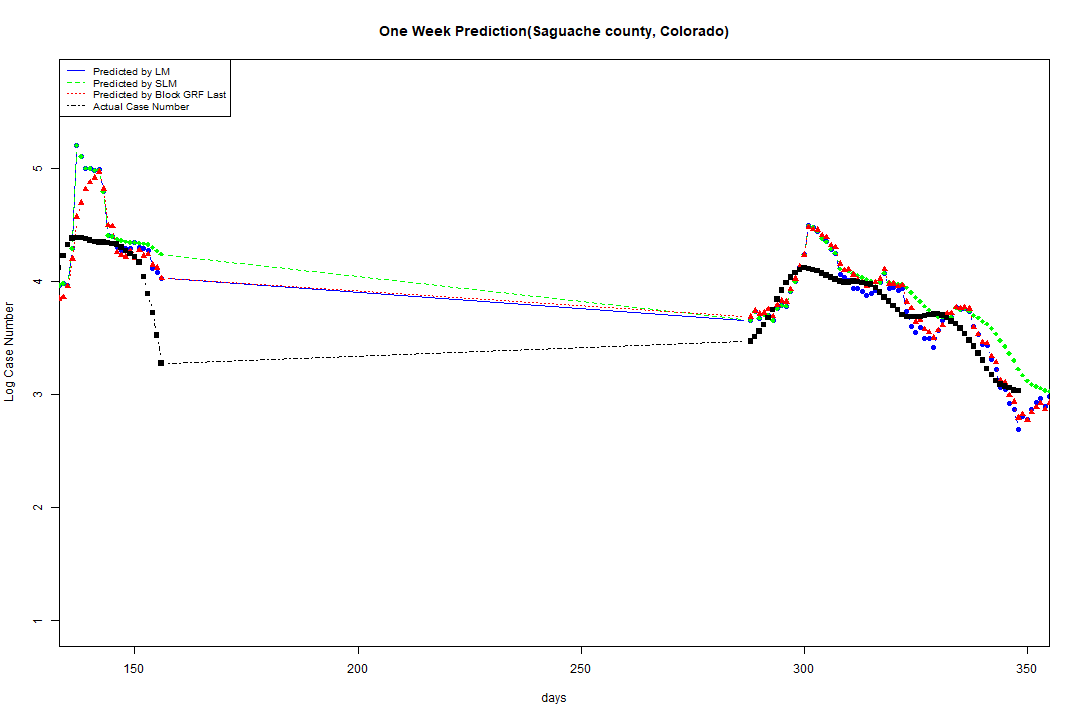 One Week Prediction(Saguache county, Colorado)
Predicted by LM
Predicted by SLM
Predicted by Block GRF Last
Actual Case Number
5
4
3
2
1
Log Case Number
150 200 250 300 350
days